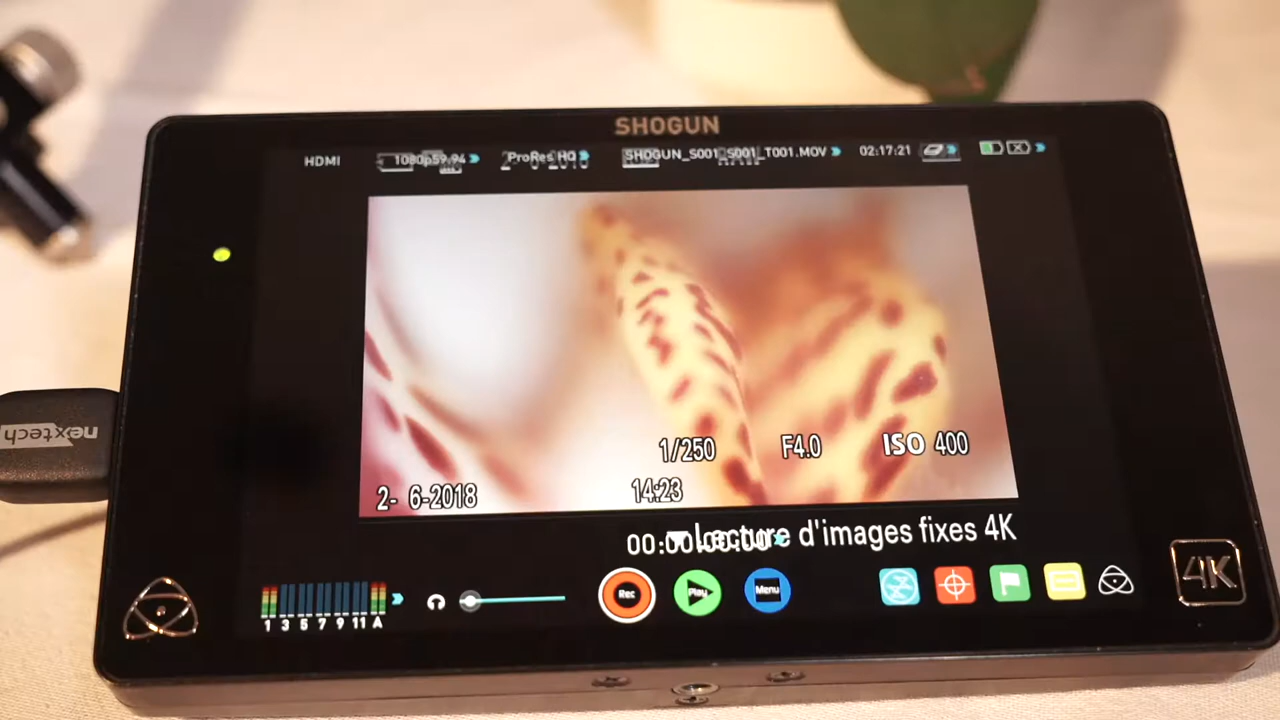 SHOGUN
HDMI 1080p59.94 ProRes HQ SHOGUN_S001_S001_T001.MOV 02:17:21
1/250 F4.0 ISO 400
2- 6-2018 14:23
lecture d'images fixes 4K
nextech
4K
Rec Play Menu
1 3 5 7 9 11 A